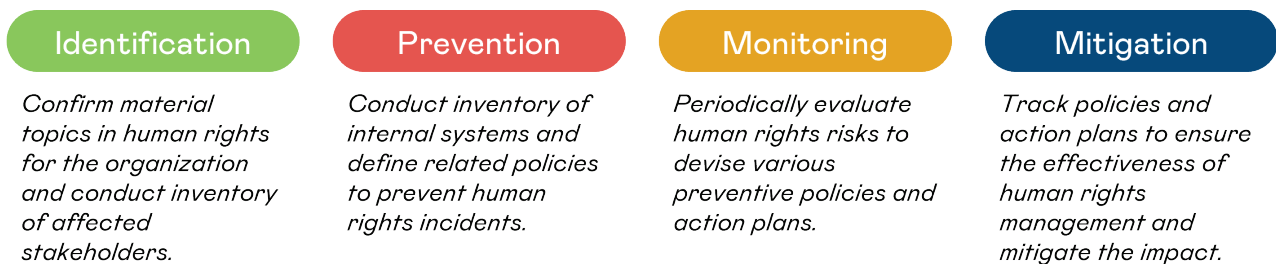 Identification
Confirm material
topics in human rights
for the organization
and conduct inventory
of affected
stakeholders.
Prevention
Conduct inventory of
internal systems and
define related policies
to prevent human
rights incidents.
Monitoring
Periodically evaluate
human rights risks to
devise various
preventive policies and
action plans.
Mitigation
Track policies and
action plans to ensure
the effectiveness of
human rights
management and
mitigate the impact.